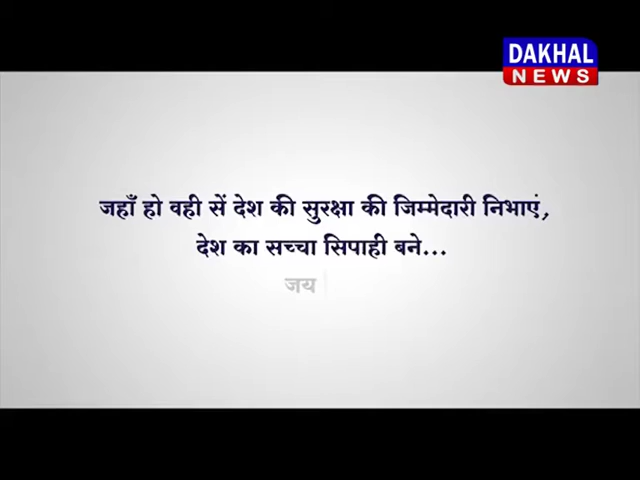 DAKHAL
NEWS
जहाँ हो वही सें देश की सुरक्षा की जिम्मेदारी निभाएं,
देश का सच्चा सिपाही बने...
जय